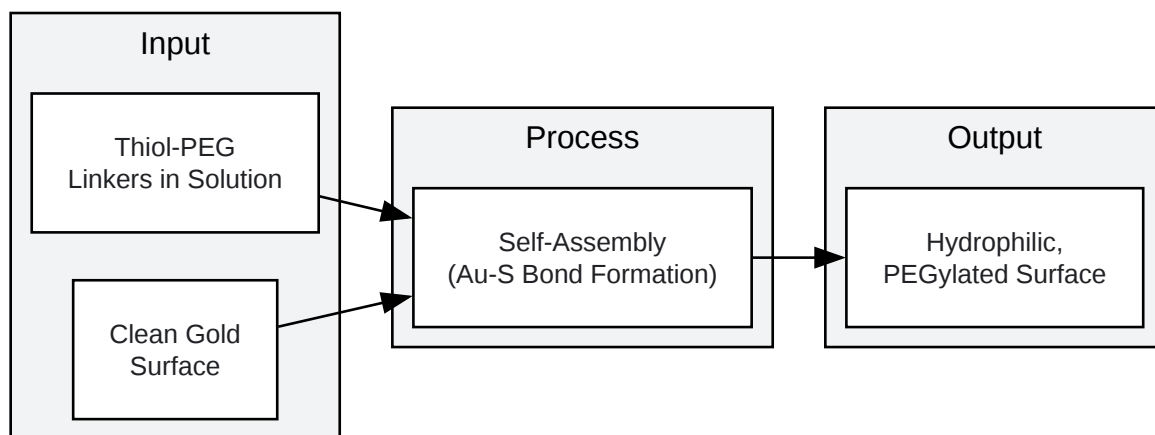 Input
Thiol-PEG
Linkers in Solution
Clean Gold
Surface
Process
Self-Assembly
(Au-S Bond Formation)
Output
Hydrophilic,
PEGylated Surface